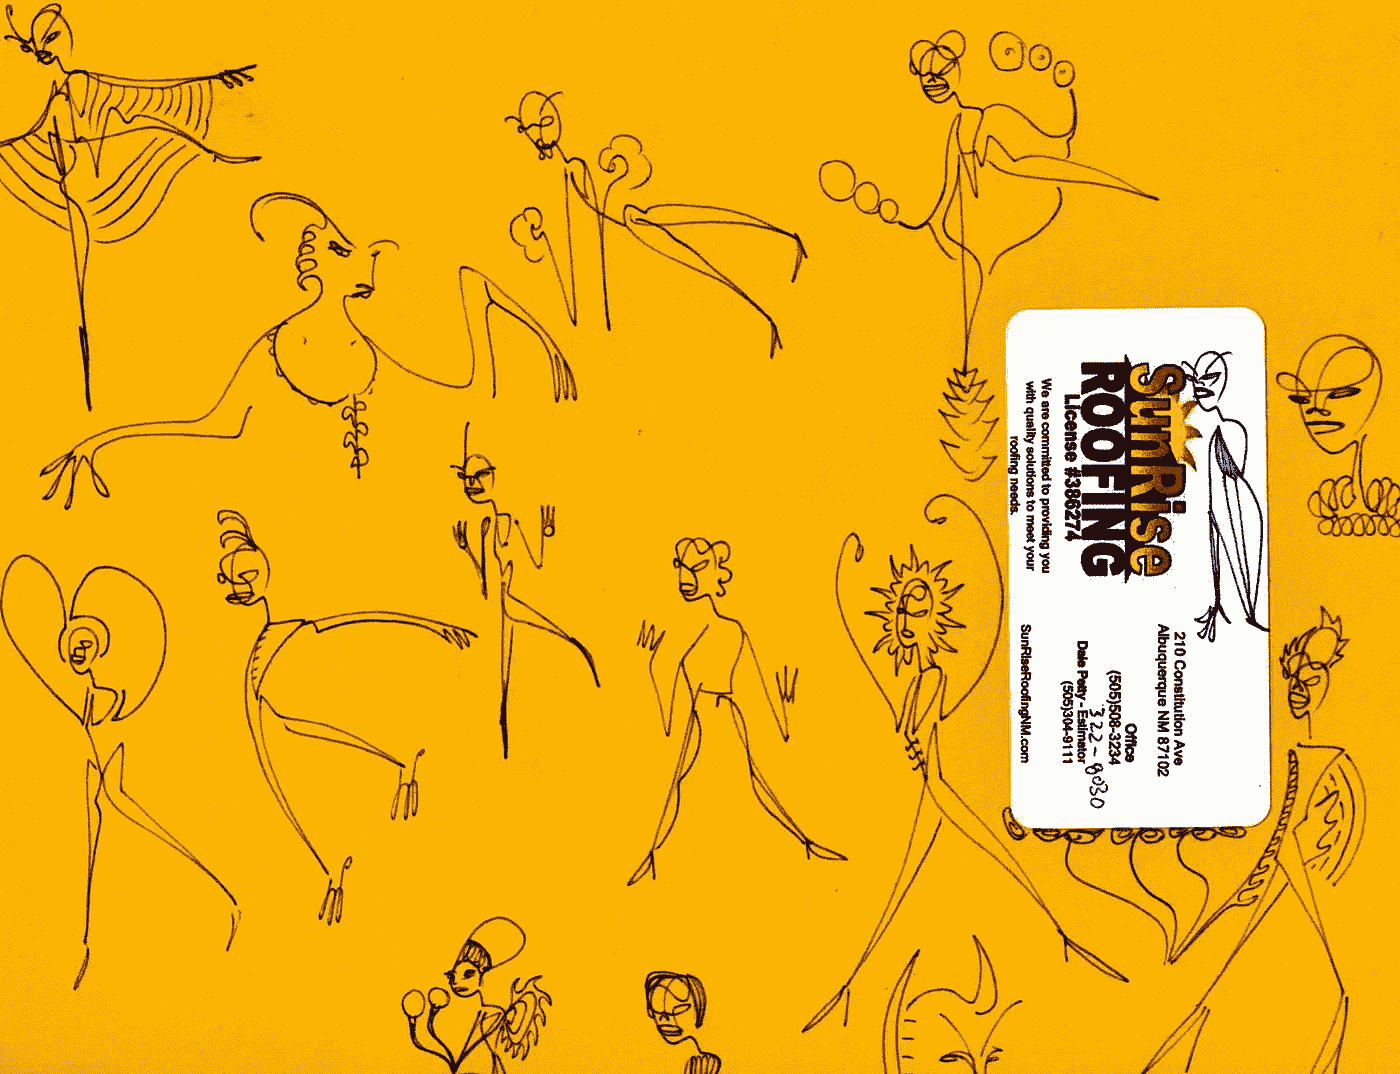 SunRise
ROOFING
License #386274
We are committed to providing you
with quality solutions to meet your
roofing needs.
210 Constitution Ave
Albuquerque NM 87102
Office
(505)508-3234
322-8030
Dale Petty - Estimator
(505)304-9111
SunRiseRoofingNM.com